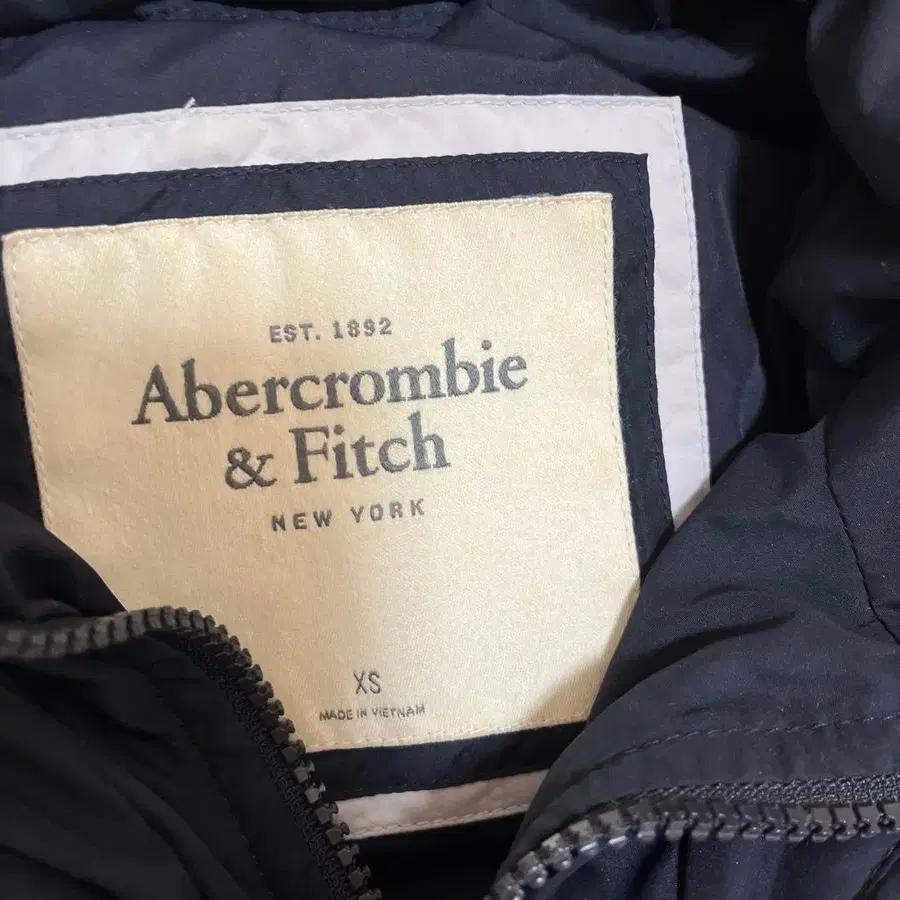 EST. 1892
Abercrombie
& Fitch
NEW YORK
XS
MADE IN VIETNAM